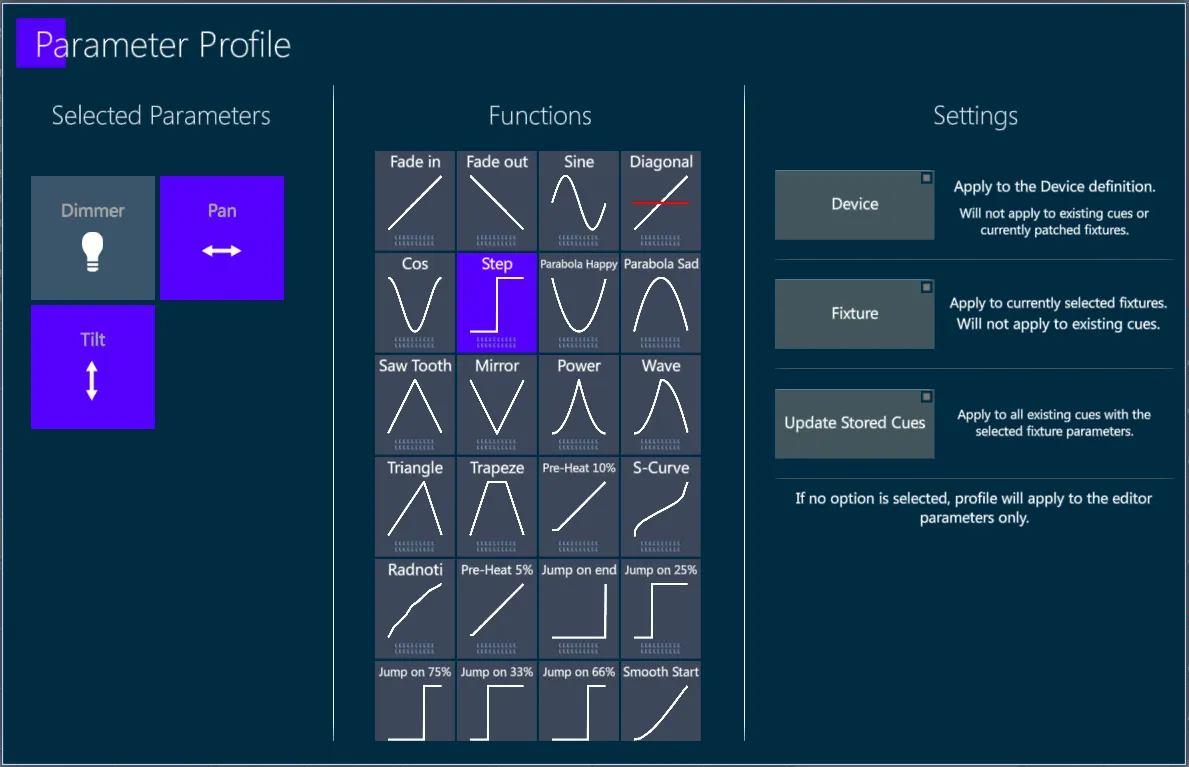 Parameter Profile
Selected Parameters
Dimmer
Pan
Tilt
Functions
Fade in
Fade out
Sine
Diagonal
Cos
Step
Parabola Happy
Parabola Sad
Saw Tooth
Mirror
Power
Wave
Triangle
Trapeze
Pre-Heat 10%
S-Curve
Radnoti
Pre-Heat 5%
Jump on end
Jump on 25%
Jump on 75%
Jump on 33%
Jump on 66%
Smooth Start
Settings
Device
Apply to the Device definition.
Will not apply to existing cues or
currently patched fixtures.
Fixture
Apply to currently selected fixtures.
Will not apply to existing cues.
Update Stored Cues
Apply to all existing cues with the
selected fixture parameters.
If no option is selected, profile will apply to the editor
parameters only.